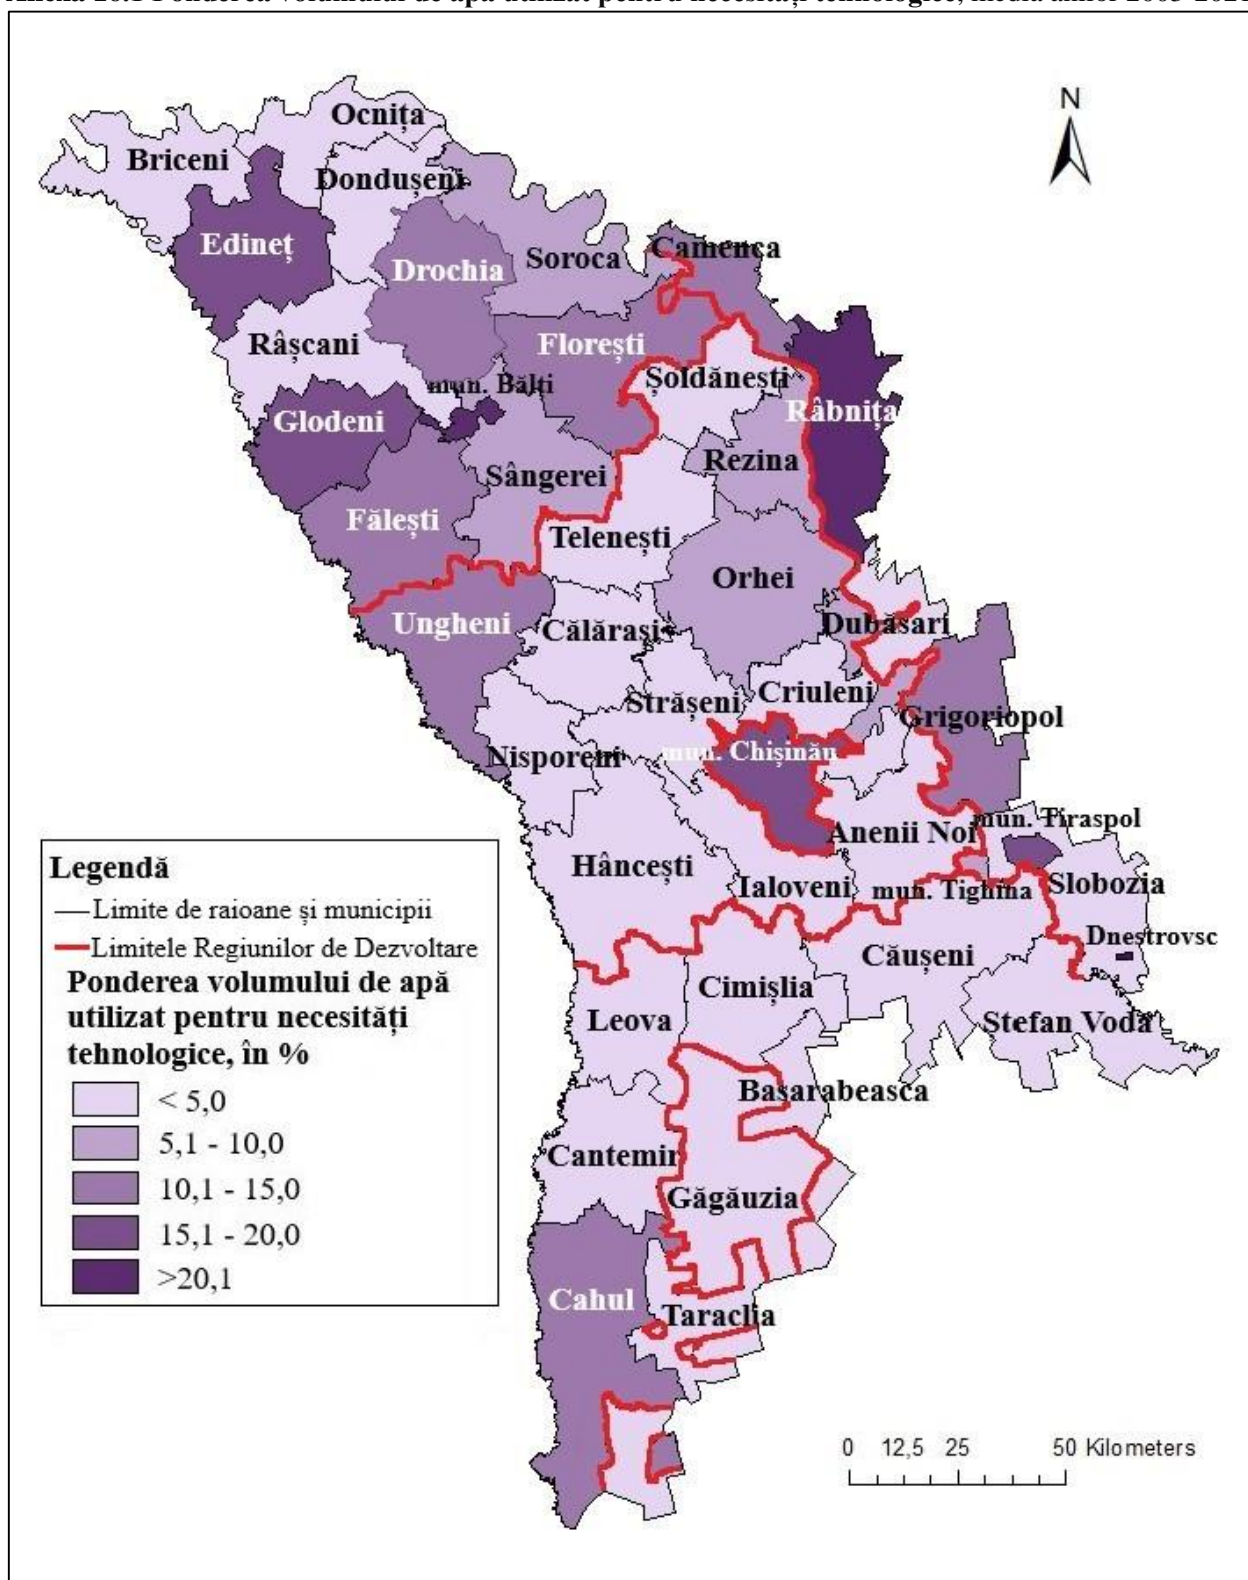 Ponderea volumului de apă utilizat pentru necesități tehnologice, media anilor
N
Ocnița
Briceni
Dondușeni
Edineț
Soroca
Camenca
Drochia
Râșcani
Florești
Șoldănești
mun. Bălți
Râbnița
Glodeni
Rezina
Sângerei
Fălești
Telenești
Orhei
Ungheni
Călărași
Dubăsari
Criuleni
Strășeni
Grigoriopol
mun. Chișinău
Nisporeni
mun. Tiraspol
Anenii Noi
Hâncești
Ialoveni
mun. Tighina
Slobozia
Dnestrovsc
Căușeni
Cimișlia
Leova
Stefan Vodă
Basarabeasca
Cantemir
Găgăuzia
Cahul
Taraclia
Legendă
Limite de raioane și municipii
Limitele Regiunilor de Dezvoltare
Ponderea volumului de apă
utilizat pentru necesități
tehnologice, în %
< 5,0
5,1 - 10,0
10,1 - 15,0
15,1 - 20,0
>20,1
0 12,5 25 50 Kilometers